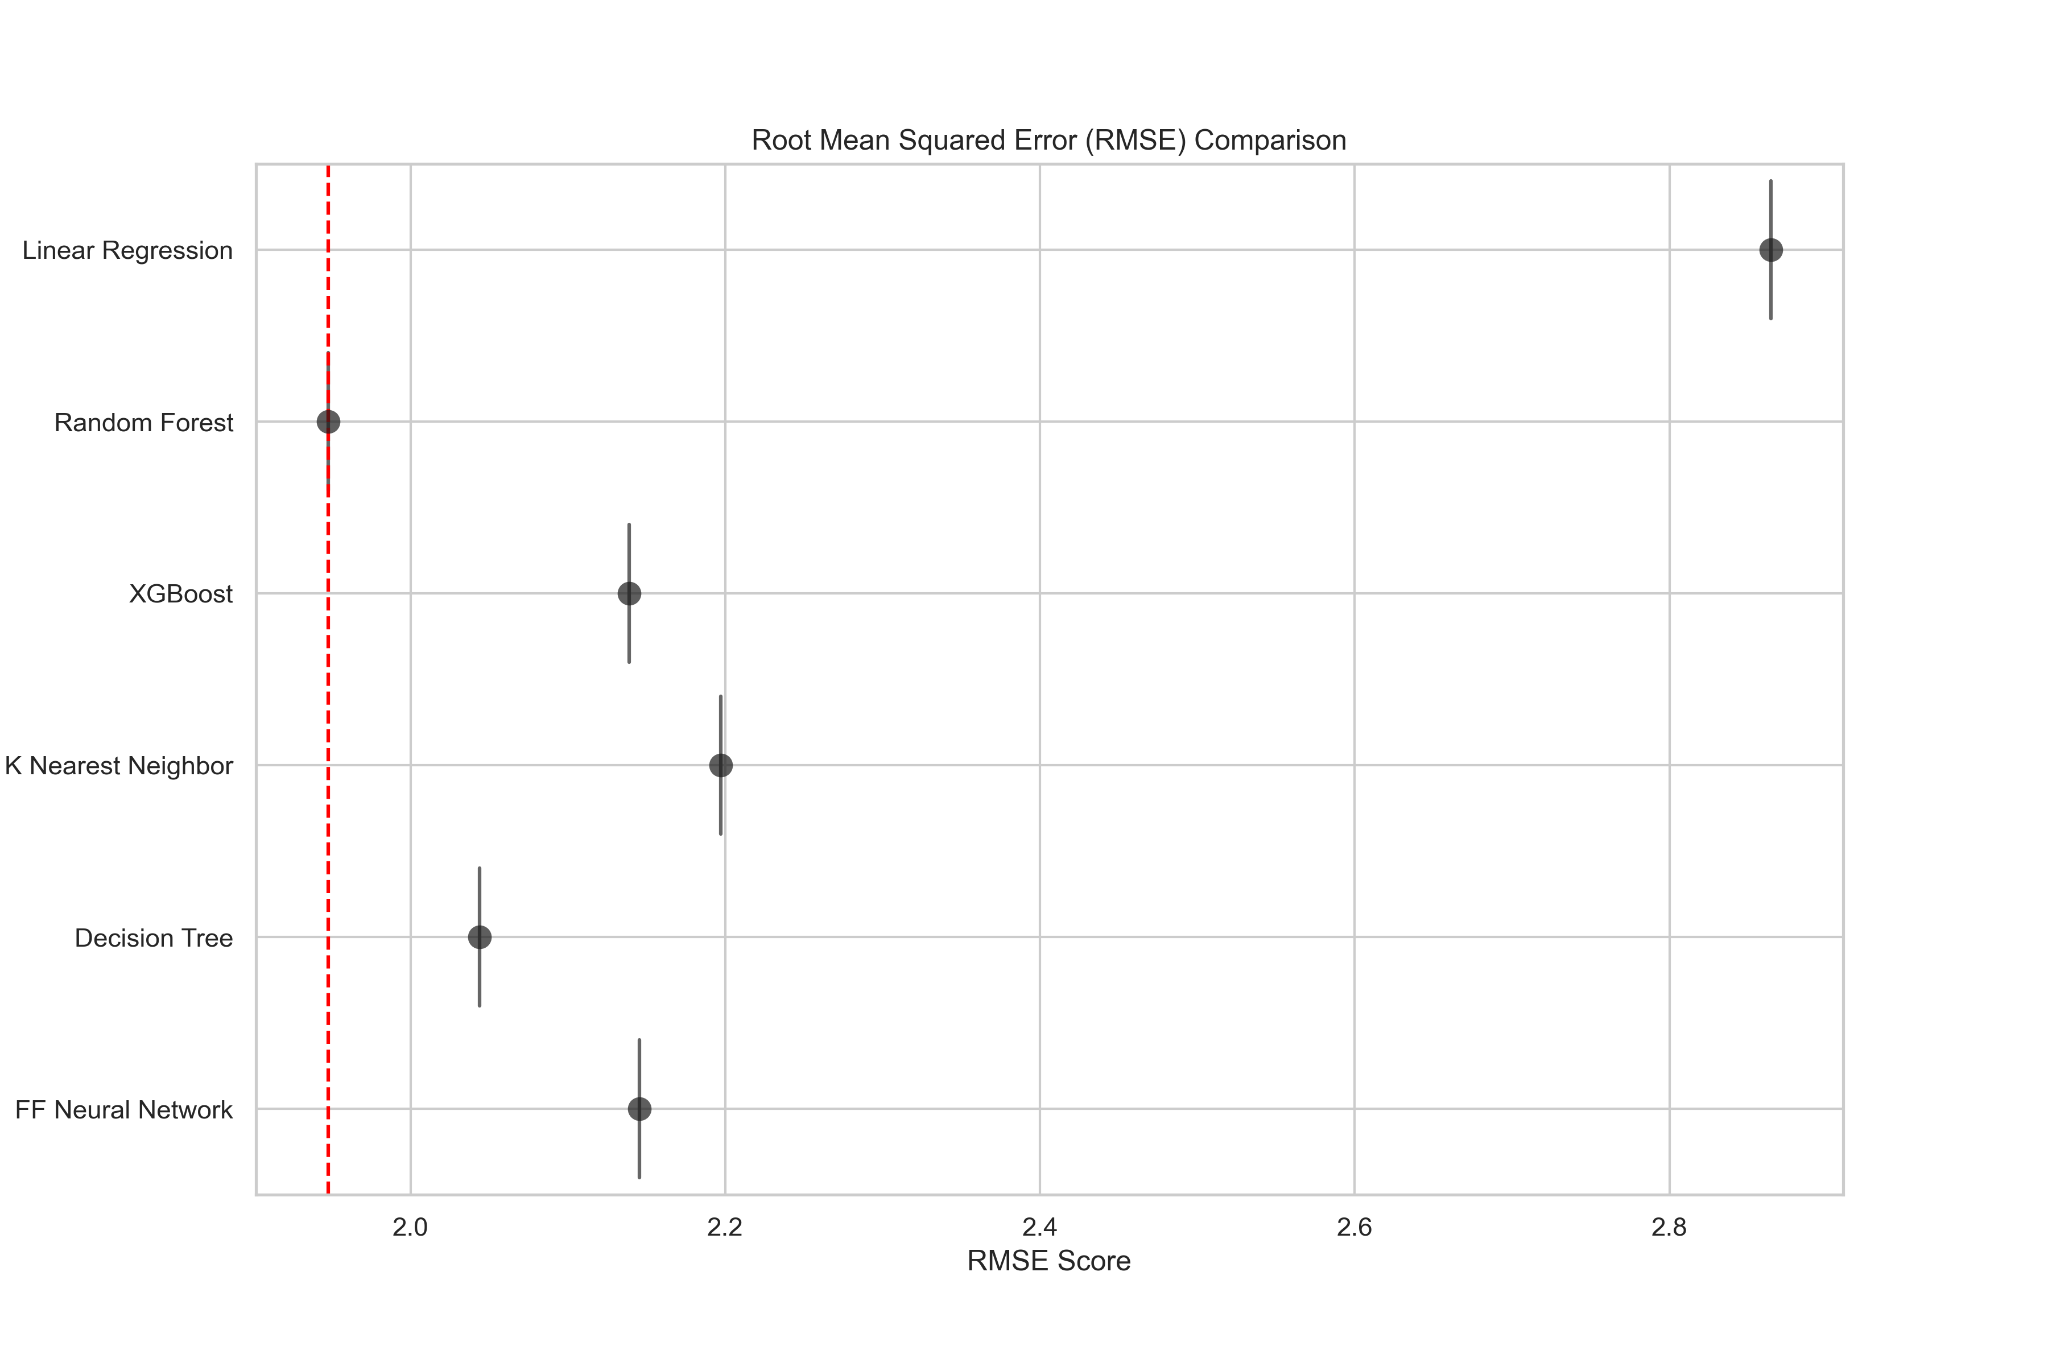 Root Mean Squared Error (RMSE) Comparison
Linear Regression
Random Forest
XGBoost
K Nearest Neighbor
Decision Tree
FF Neural Network
2.0 2.2 2.4 2.6 2.8
RMSE Score